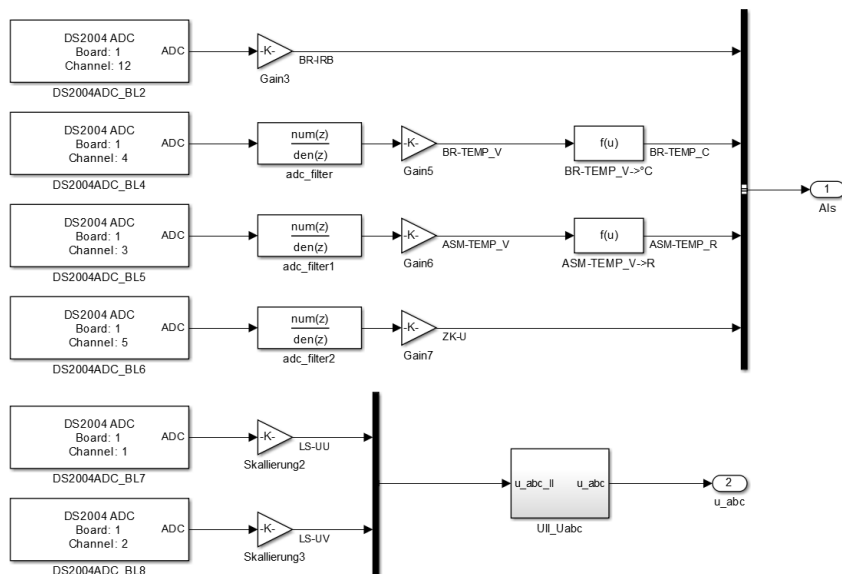 DS2004 ADC
Board: 1
Channel: 12
ADC
DS2004ADC_BL2
-K-
Gain3
BR-IRB
DS2004 ADC
Board: 1
Channel: 4
ADC
DS2004ADC_BL4
num(z)
den(z)
adc_filter
-K-
Gain5
BR-TEMP_V
f(u)
BR-TEMP_V->°C
BR-TEMP_C
1
AIs
DS2004 ADC
Board: 1
Channel: 3
ADC
DS2004ADC_BL5
num(z)
den(z)
adc_filter1
-K-
Gain6
ASM-TEMP_V
f(u)
ASM-TEMP_V->R
ASM-TEMP_R
DS2004 ADC
Board: 1
Channel: 5
ADC
DS2004ADC_BL6
num(z)
den(z)
adc_filter2
-K-
Gain7
ZK-U
DS2004 ADC
Board: 1
Channel: 1
ADC
DS2004ADC_BL7
-K-
Skallierung2
LS-UU
DS2004 ADC
Board: 1
Channel: 2
ADC
DS2004ADC_BL8
-K-
Skallierung3
LS-UV
u_abc_ll
u_abc
Ull_Uabc
2
u_abc